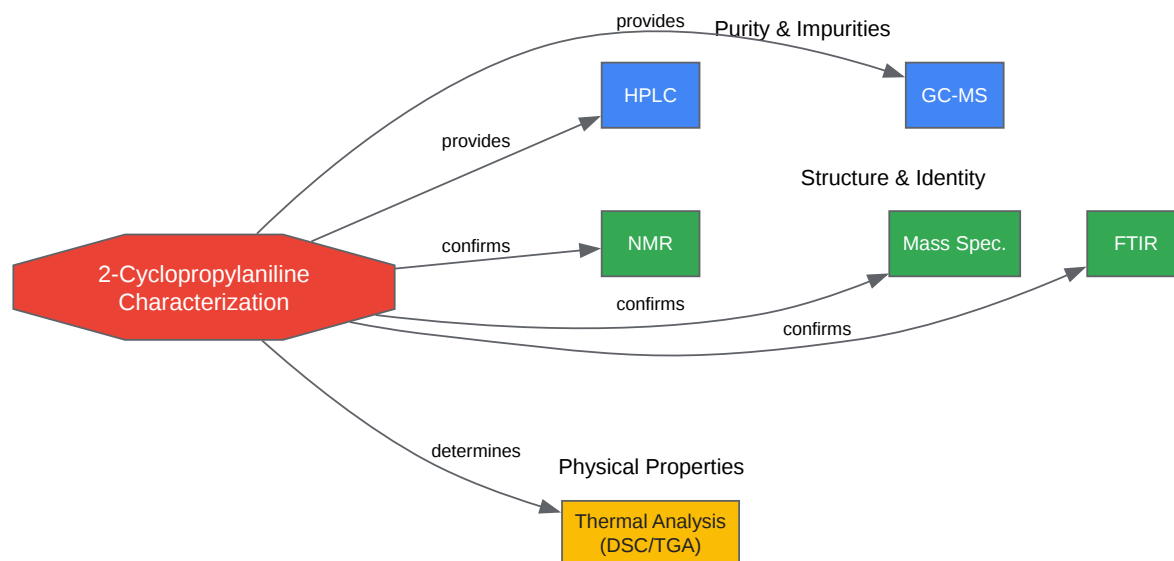 provides
Purity & Impurities
HPLC
GC-MS
provides
Structure & Identity
NMR
Mass Spec.
FTIR
confirms
2-Cyclopropylaniline
Characterization
confirms
confirms
determines
Physical Properties
Thermal Analysis
(DSC/TGA)